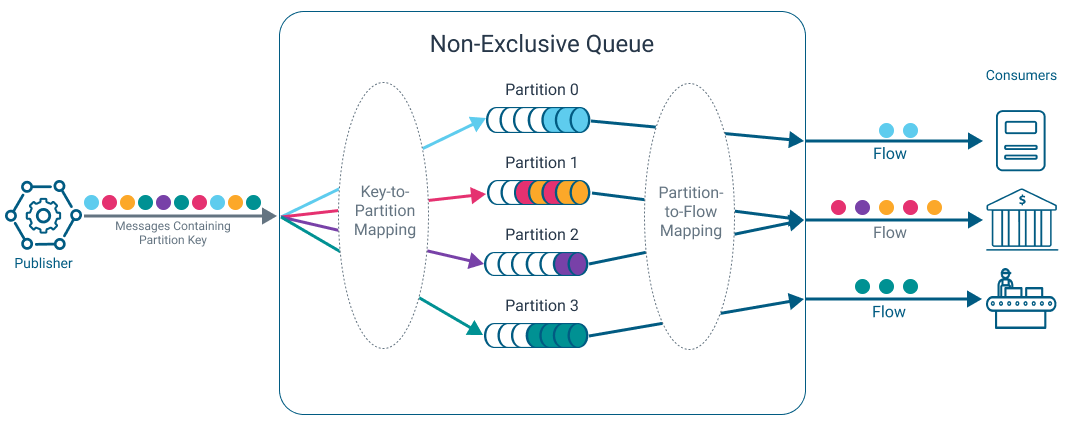 Non-Exclusive Queue
Consumers
Partition 0
Flow
Partition 1
Key-to-
Partition
Mapping
Partition-
to-Flow
Mapping
$
Messages Containing
Partition Key
Flow
Partition 2
Publisher
Partition 3
Flow